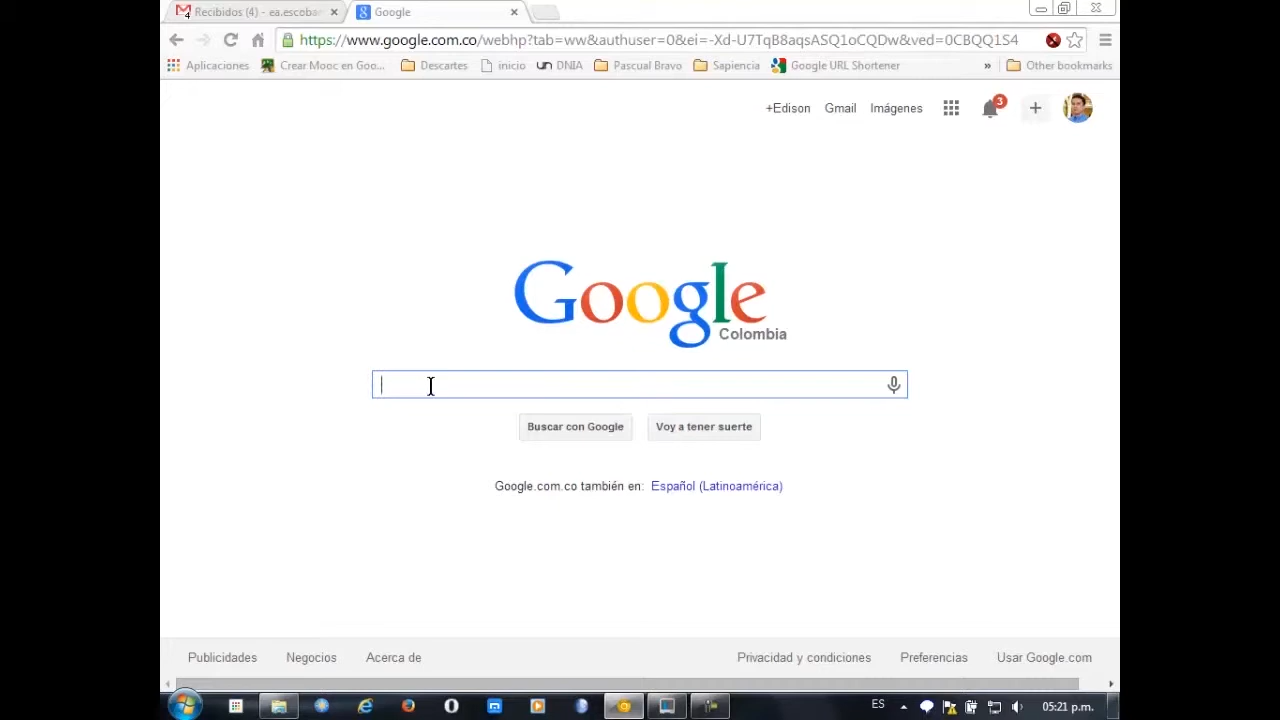 Recibidos (4) - ea.escoba
Google
https://www.google.com.co/webhp?tab=ww&authuser=0&ei=-Xd-U7TqB8aqsASQ1oCQDw&ved=0CBQQ1S4
Aplicaciones Crear Mooc en Goo... Descartes inicio DNIA Pascual Bravo Sapiencia Google URL Shortener » Other bookmarks
+Edison Gmail Imágenes 3 +
Google
Colombia
Buscar con Google Voy a tener suerte
Google.com.co también en: Español (Latinoamérica)
Publicidades Negocios Acerca de Privacidad y condiciones Preferencias Usar Google.com
ES 05:21 p.m.